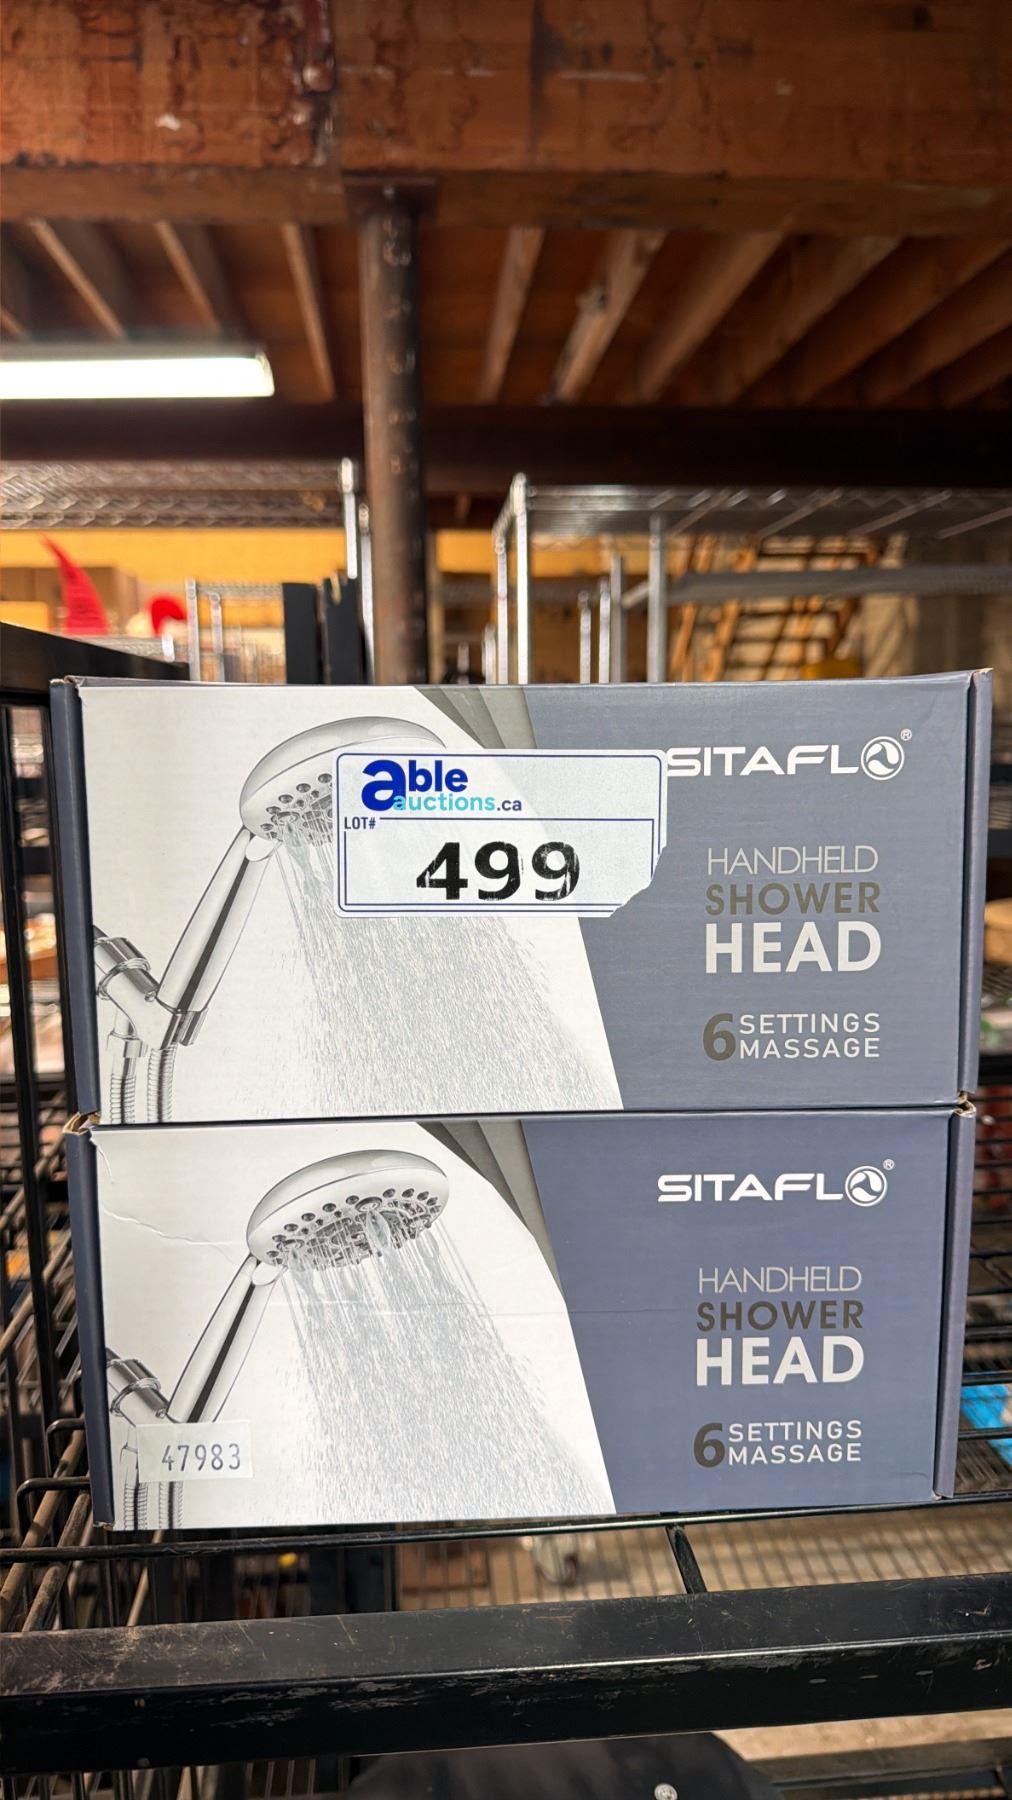 SITAFLO®
able
auctions.ca
LOT#
499
HANDHELD
SHOWER
HEAD
6 SETTINGS
MASSAGE
SITAFLO®
HANDHELD
SHOWER
HEAD
6 SETTINGS
MASSAGE
47983